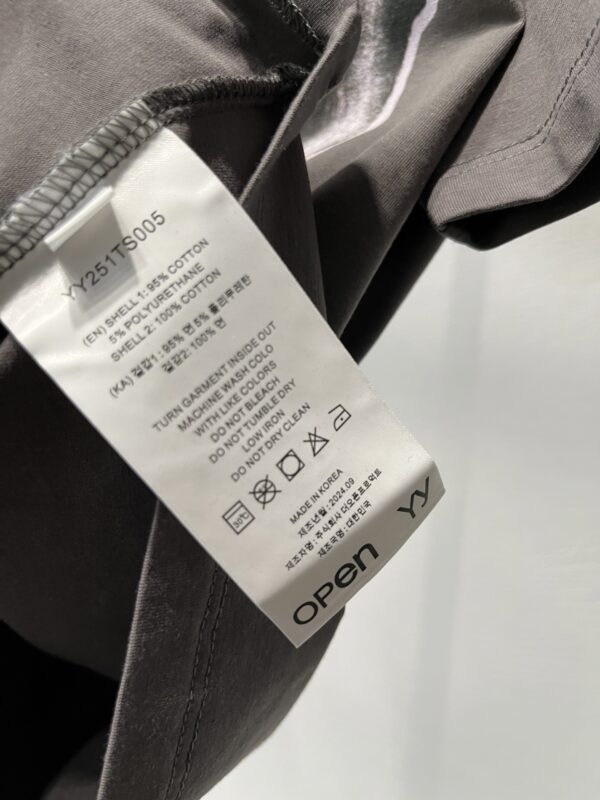 YY251TS005
(EN) SHELL 1: 95% COTTON
5% POLYURETHANE
SHELL 2: 100% COTTON
(KA) 겉감1 : 95% 면 5% 폴리우레탄
겉감2: 100% 면
TURN GARMENT INSIDE OUT
MACHINE WASH COLO
WITH LIKE COLORS
DO NOT BLEACH
DO NOT TUMBLE DRY
LOW IRON
DO NOT DRY CLEAN
30℃
MADE IN KOREA
제조년월 : 2024.09
제조자명 : 주식회사 더오픈프로덕트
제조국명 : 대한민국
OPEN YY